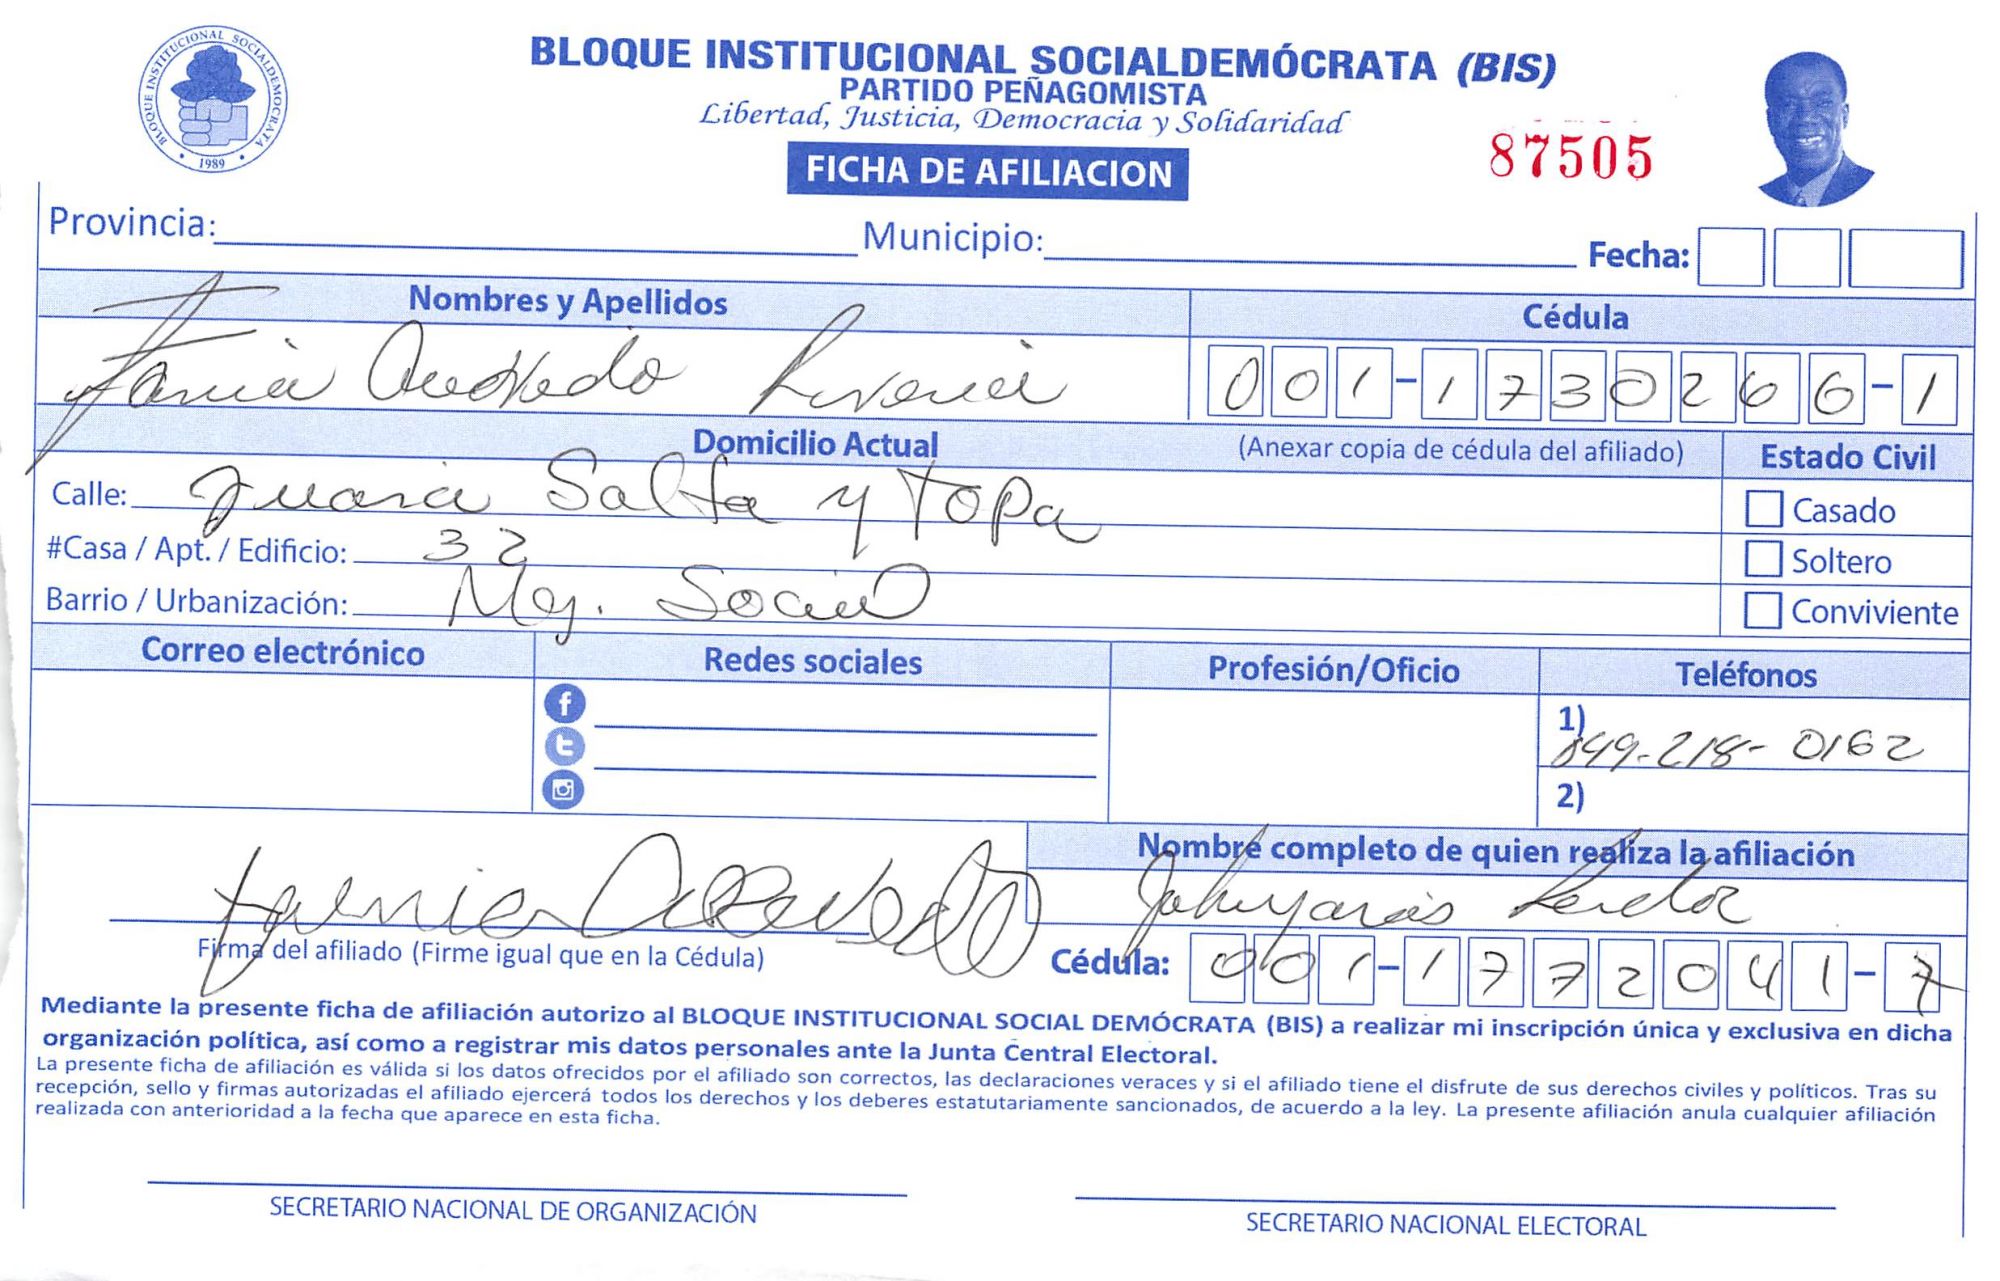 BLOQUE INSTITUCIONAL SOCIALDEMÓCRATA
1989
BLOQUE INSTITUCIONAL SOCIALDEMÓCRATA (BIS)
PARTIDO PEÑAGOMISTA
Libertad, Justicia, Democracia y Solidaridad
87505
FICHA DE AFILIACION
Provincia: Municipio: Fecha:
Nombres y Apellidos Cédula
001-1730266-1
Domicilio Actual (Anexar copia de cédula del afiliado) Estado Civil
Calle: Juana Salta y Topa
Casado
#Casa / Apt. / Edificio: 32
Soltero
Barrio / Urbanización: Mej. Social
Conviviente
Correo electrónico Redes sociales Profesión/Oficio Teléfonos
1) 849-218-0162
2)
Nombre completo de quien realiza la afiliación
Acevedo
Firma del afiliado (Firme igual que en la Cédula)
Cédula: 001-1772041-7
Mediante la presente ficha de afiliación autorizo al BLOQUE INSTITUCIONAL SOCIAL DEMÓCRATA (BIS) a realizar mi inscripción única y exclusiva en dicha
organización política, así como a registrar mis datos personales ante la Junta Central Electoral.
La presente ficha de afiliación es válida si los datos ofrecidos por el afiliado son correctos, las declaraciones veraces y si el afiliado tiene el disfrute de sus derechos civiles y políticos. Tras su
recepción, sello y firmas autorizadas el afiliado ejercerá todos los derechos y los deberes estatutariamente sancionados, de acuerdo a la ley. La presente afiliación anula cualquier afiliación
realizada con anterioridad a la fecha que aparece en esta ficha.
SECRETARIO NACIONAL DE ORGANIZACIÓN
SECRETARIO NACIONAL ELECTORAL